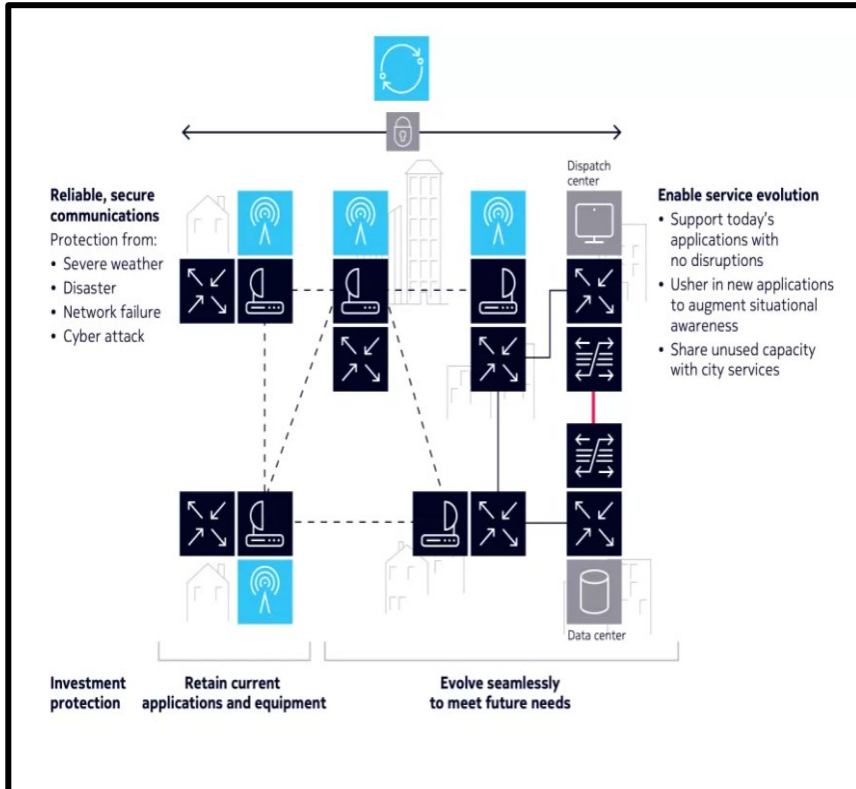 Dispatch
center
Reliable, secure
communications
Protection from:
• Severe weather
• Disaster
• Network failure
• Cyber attack
Enable service evolution
• Support today's
applications with
no disruptions
• Usher in new applications
to augment situational
awareness
• Share unused capacity
with city services
Data center
Investment
protection
Retain current
applications and equipment
Evolve seamlessly
to meet future needs